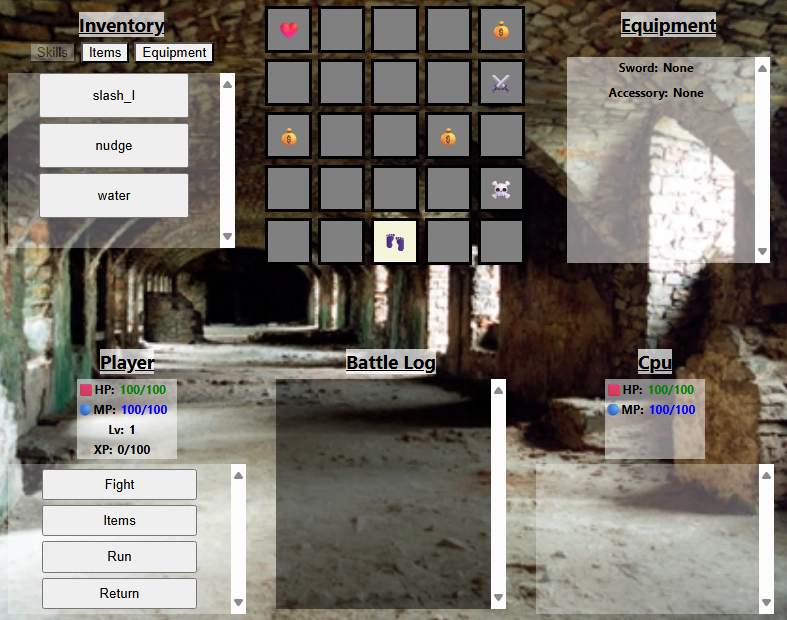 Inventory
Skills Items Equipment
slash_I
nudge
water
Equipment
Sword: None
Accessory: None
Player
HP: 100/100
MP: 100/100
Lv: 1
XP: 0/100
Fight
Items
Run
Return
Battle Log
Cpu
HP: 100/100
MP: 100/100